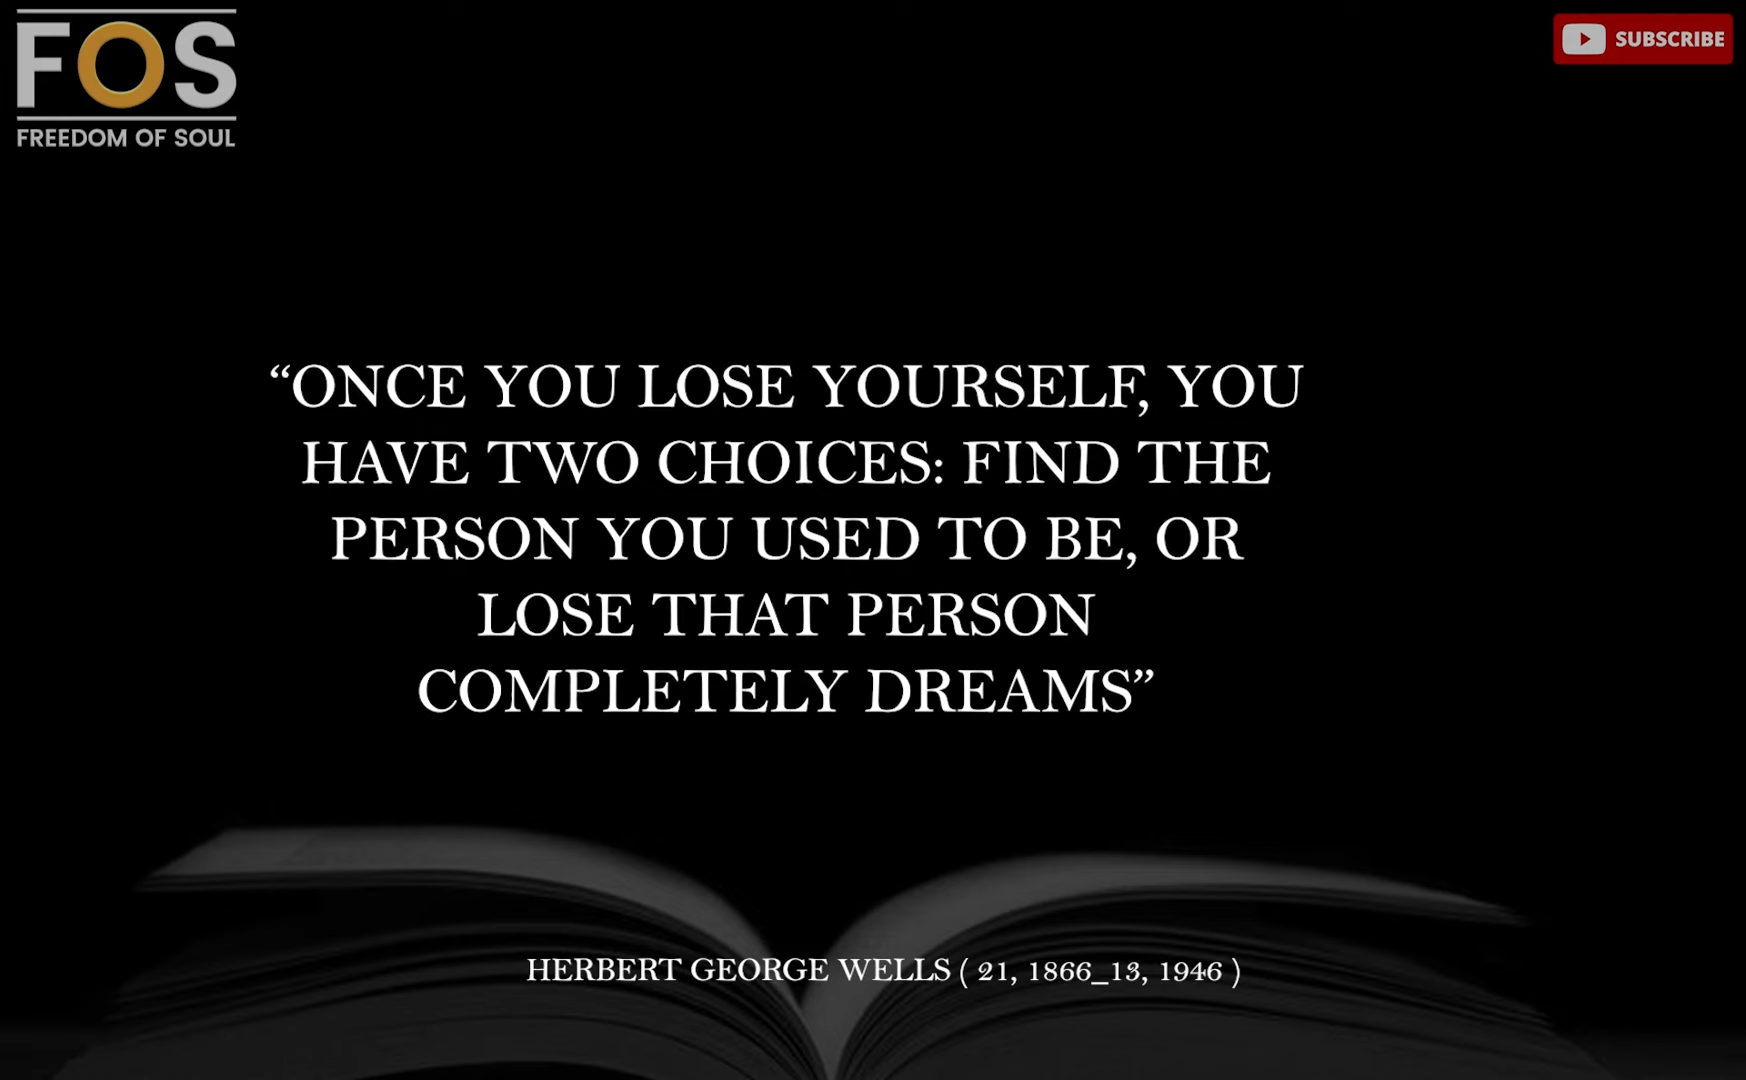 FOS
FREEDOM OF SOUL
SUBSCRIBE
“ONCE YOU LOSE YOURSELF, YOU
HAVE TWO CHOICES: FIND THE
PERSON YOU USED TO BE, OR
LOSE THAT PERSON
COMPLETELY DREAMS”
HERBERT GEORGE WELLS ( 21, 1866_13, 1946 )